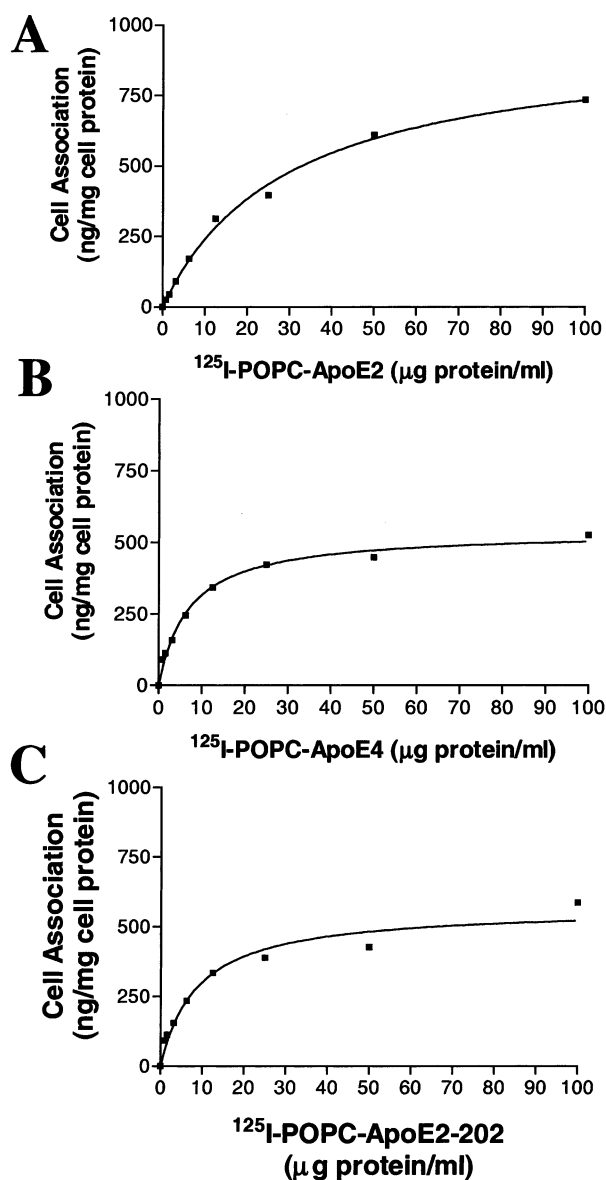 A
Cell Association
(ng/mg cell protein)
1000
750
500
250
0
0 10 20 30 40 50 60 70 80 90 100
125I-POPC-ApoE2 (μg protein/ml)
B
Cell Association
(ng/mg cell protein)
1000
750
500
250
0
0 10 20 30 40 50 60 70 80 90 100
125I-POPC-ApoE4 (μg protein/ml)
C
Cell Association
(ng/mg cell protein)
1000
750
500
250
0
0 10 20 30 40 50 60 70 80 90 100
125I-POPC-ApoE2-202
(μg protein/ml)